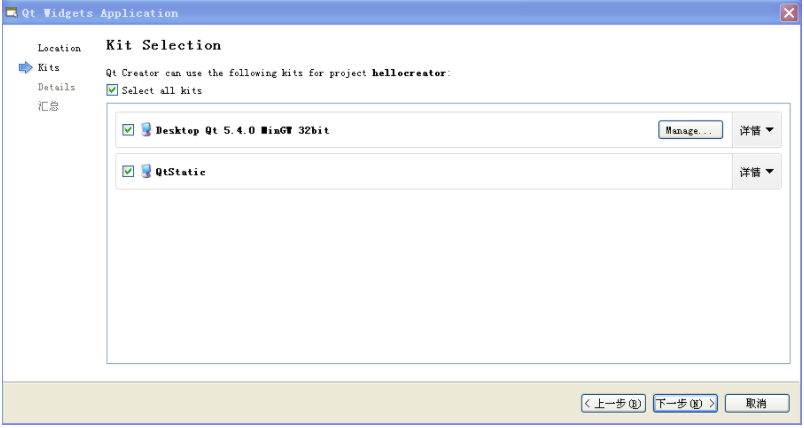 Qt Widgets Application
Location
Kits
Details
汇总
Kit Selection
Qt Creator can use the following kits for project hellocreator:
Select all kits
Desktop Qt 5.4.0 MinGW 32bit
Manage...
详情
QtStatic
详情
< 上一步(B)
下一步(N) >
取消